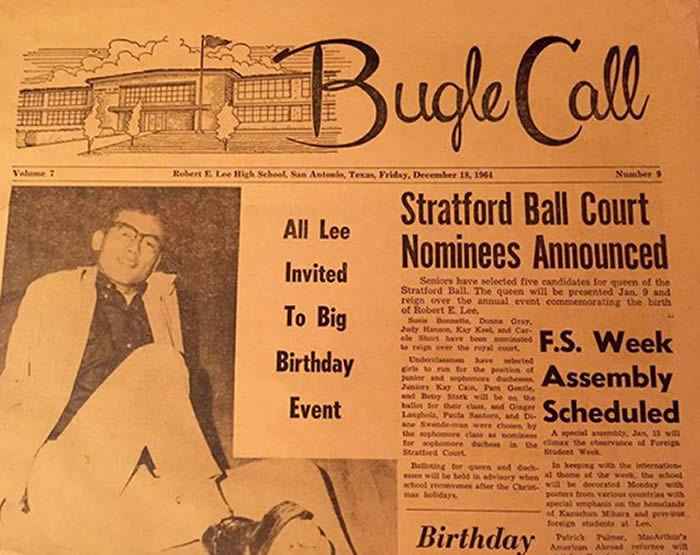 Bugle Call
Volume 7 Robert E. Lee High School, San Antonio, Texas, Friday, December 18, 1964 Number 9
All Lee
Invited
To Big
Birthday
Event
Stratford Ball Court
Nominees Announced
Seniors have selected five candidates for queen of the
Stratford Ball. The queen will be presented Jan. 9 and
reign over the annual event commemorating the birth
of Robert E. Lee.
Susie Bonnette, Donna Gray,
Judy Hanson, Kay Keel, and Car-
ole Short have been nominated
to reign over the royal court.
Underclassmen have selected
girls to run for the position of
junior and sophomore duchesses.
Juniors Kay Cain, Pam Gentle,
and Betsy Stark will be on the
ballot for their class, and Ginger
Langholz, Paula Santoro, and Di-
ane Swende-man were chosen by
the sophomore class as nominees
for sophomore duchess in the
Stratford Court.
Balloting for queen and duch-
esses will be held in advisory when
school reconvenes after the Christ-
mas holidays.
Birthday
F.S. Week
Assembly
Scheduled
A special assembly, Jan. 15 will
climax the observance of Foreign
Student Week.
In keeping with the internation-
al theme of the week, the school
will be decorated Monday with
posters from various countries with
special emphasis on the homelands
of Kazuchan Mihara and previous
foreign students at Lee.
Patrick Palmer, MacArthur's
American Abroad returnee will